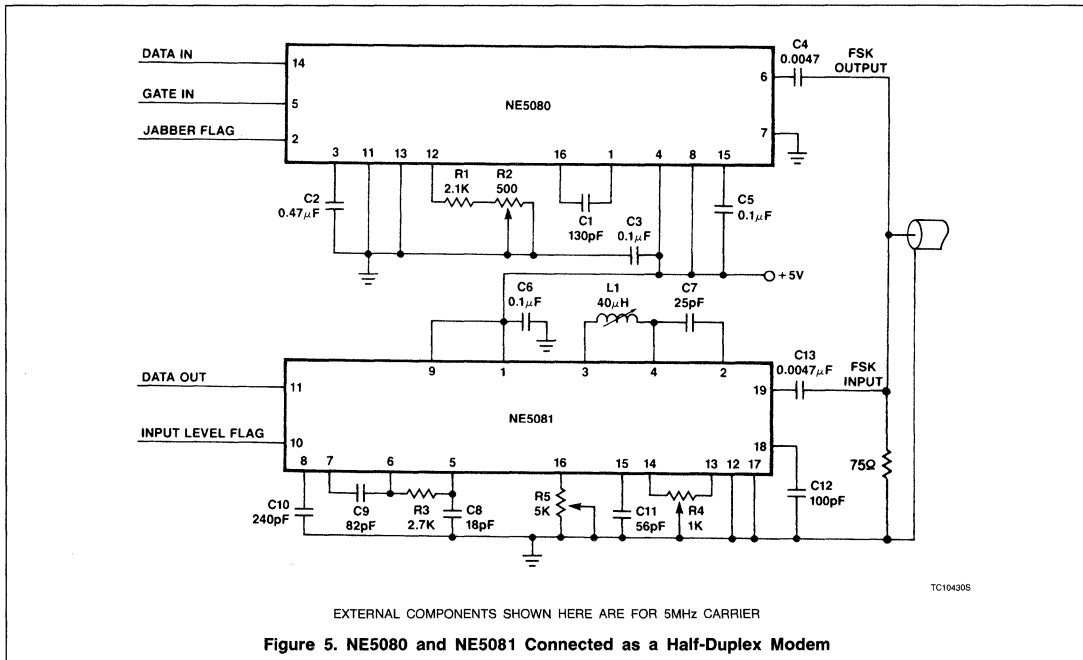 DATA IN
GATE IN
JABBER FLAG
14
5
2
NE5080
6
7
C4
0.0047
FSK
OUTPUT
3
11
13
12
16
1
4
8
15
R1
2.1K
R2
500
C2
0.47μF
C1
130pF
C3
0.1μF
C5
0.1μF
+5V
C6
0.1μF
L1
40μH
C7
25pF
9
1
3
4
2
DATA OUT
INPUT LEVEL FLAG
11
10
NE5081
19
18
C13
0.0047μF
FSK
INPUT
75Ω
8
7
6
5
16
15
14
13
12
17
C10
240pF
C9
82pF
R3
2.7K
C8
18pF
R5
5K
C11
56pF
R4
1K
C12
100pF
TC10430S
EXTERNAL COMPONENTS SHOWN HERE ARE FOR 5MHz CARRIER
Figure 5. NE5080 and NE5081 Connected as a Half-Duplex Modem